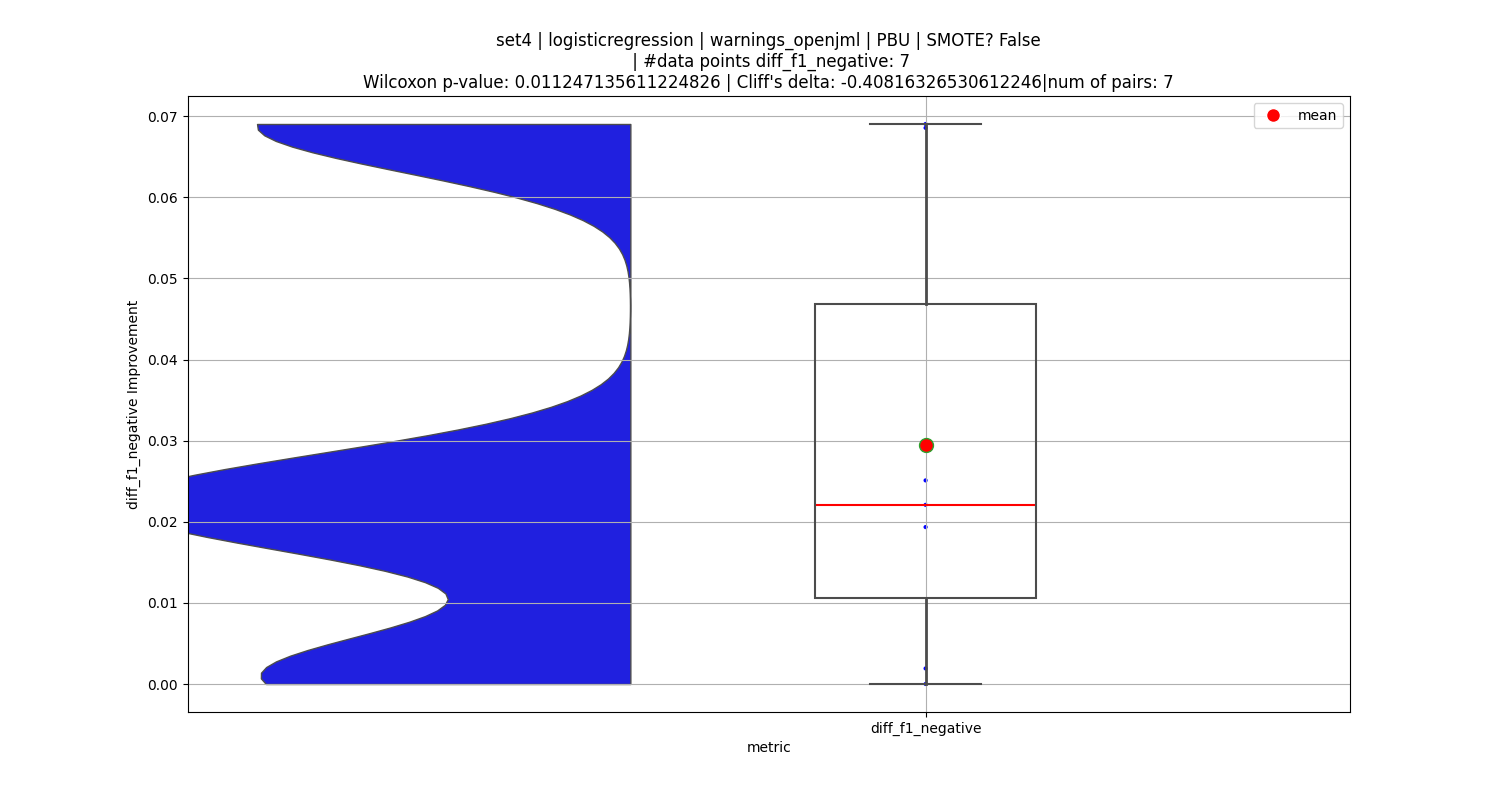 set4 | logisticregression | warnings_openjml | PBU | SMOTE? False
| #data points diff_f1_negative: 7
Wilcoxon p-value: 0.011247135611224826 | Cliff's delta: -0.40816326530612246|num of pairs: 7
mean
0.07
0.06
0.05
0.04
0.03
0.02
0.01
0.00
diff_f1_negative Improvement
diff_f1_negative
metric